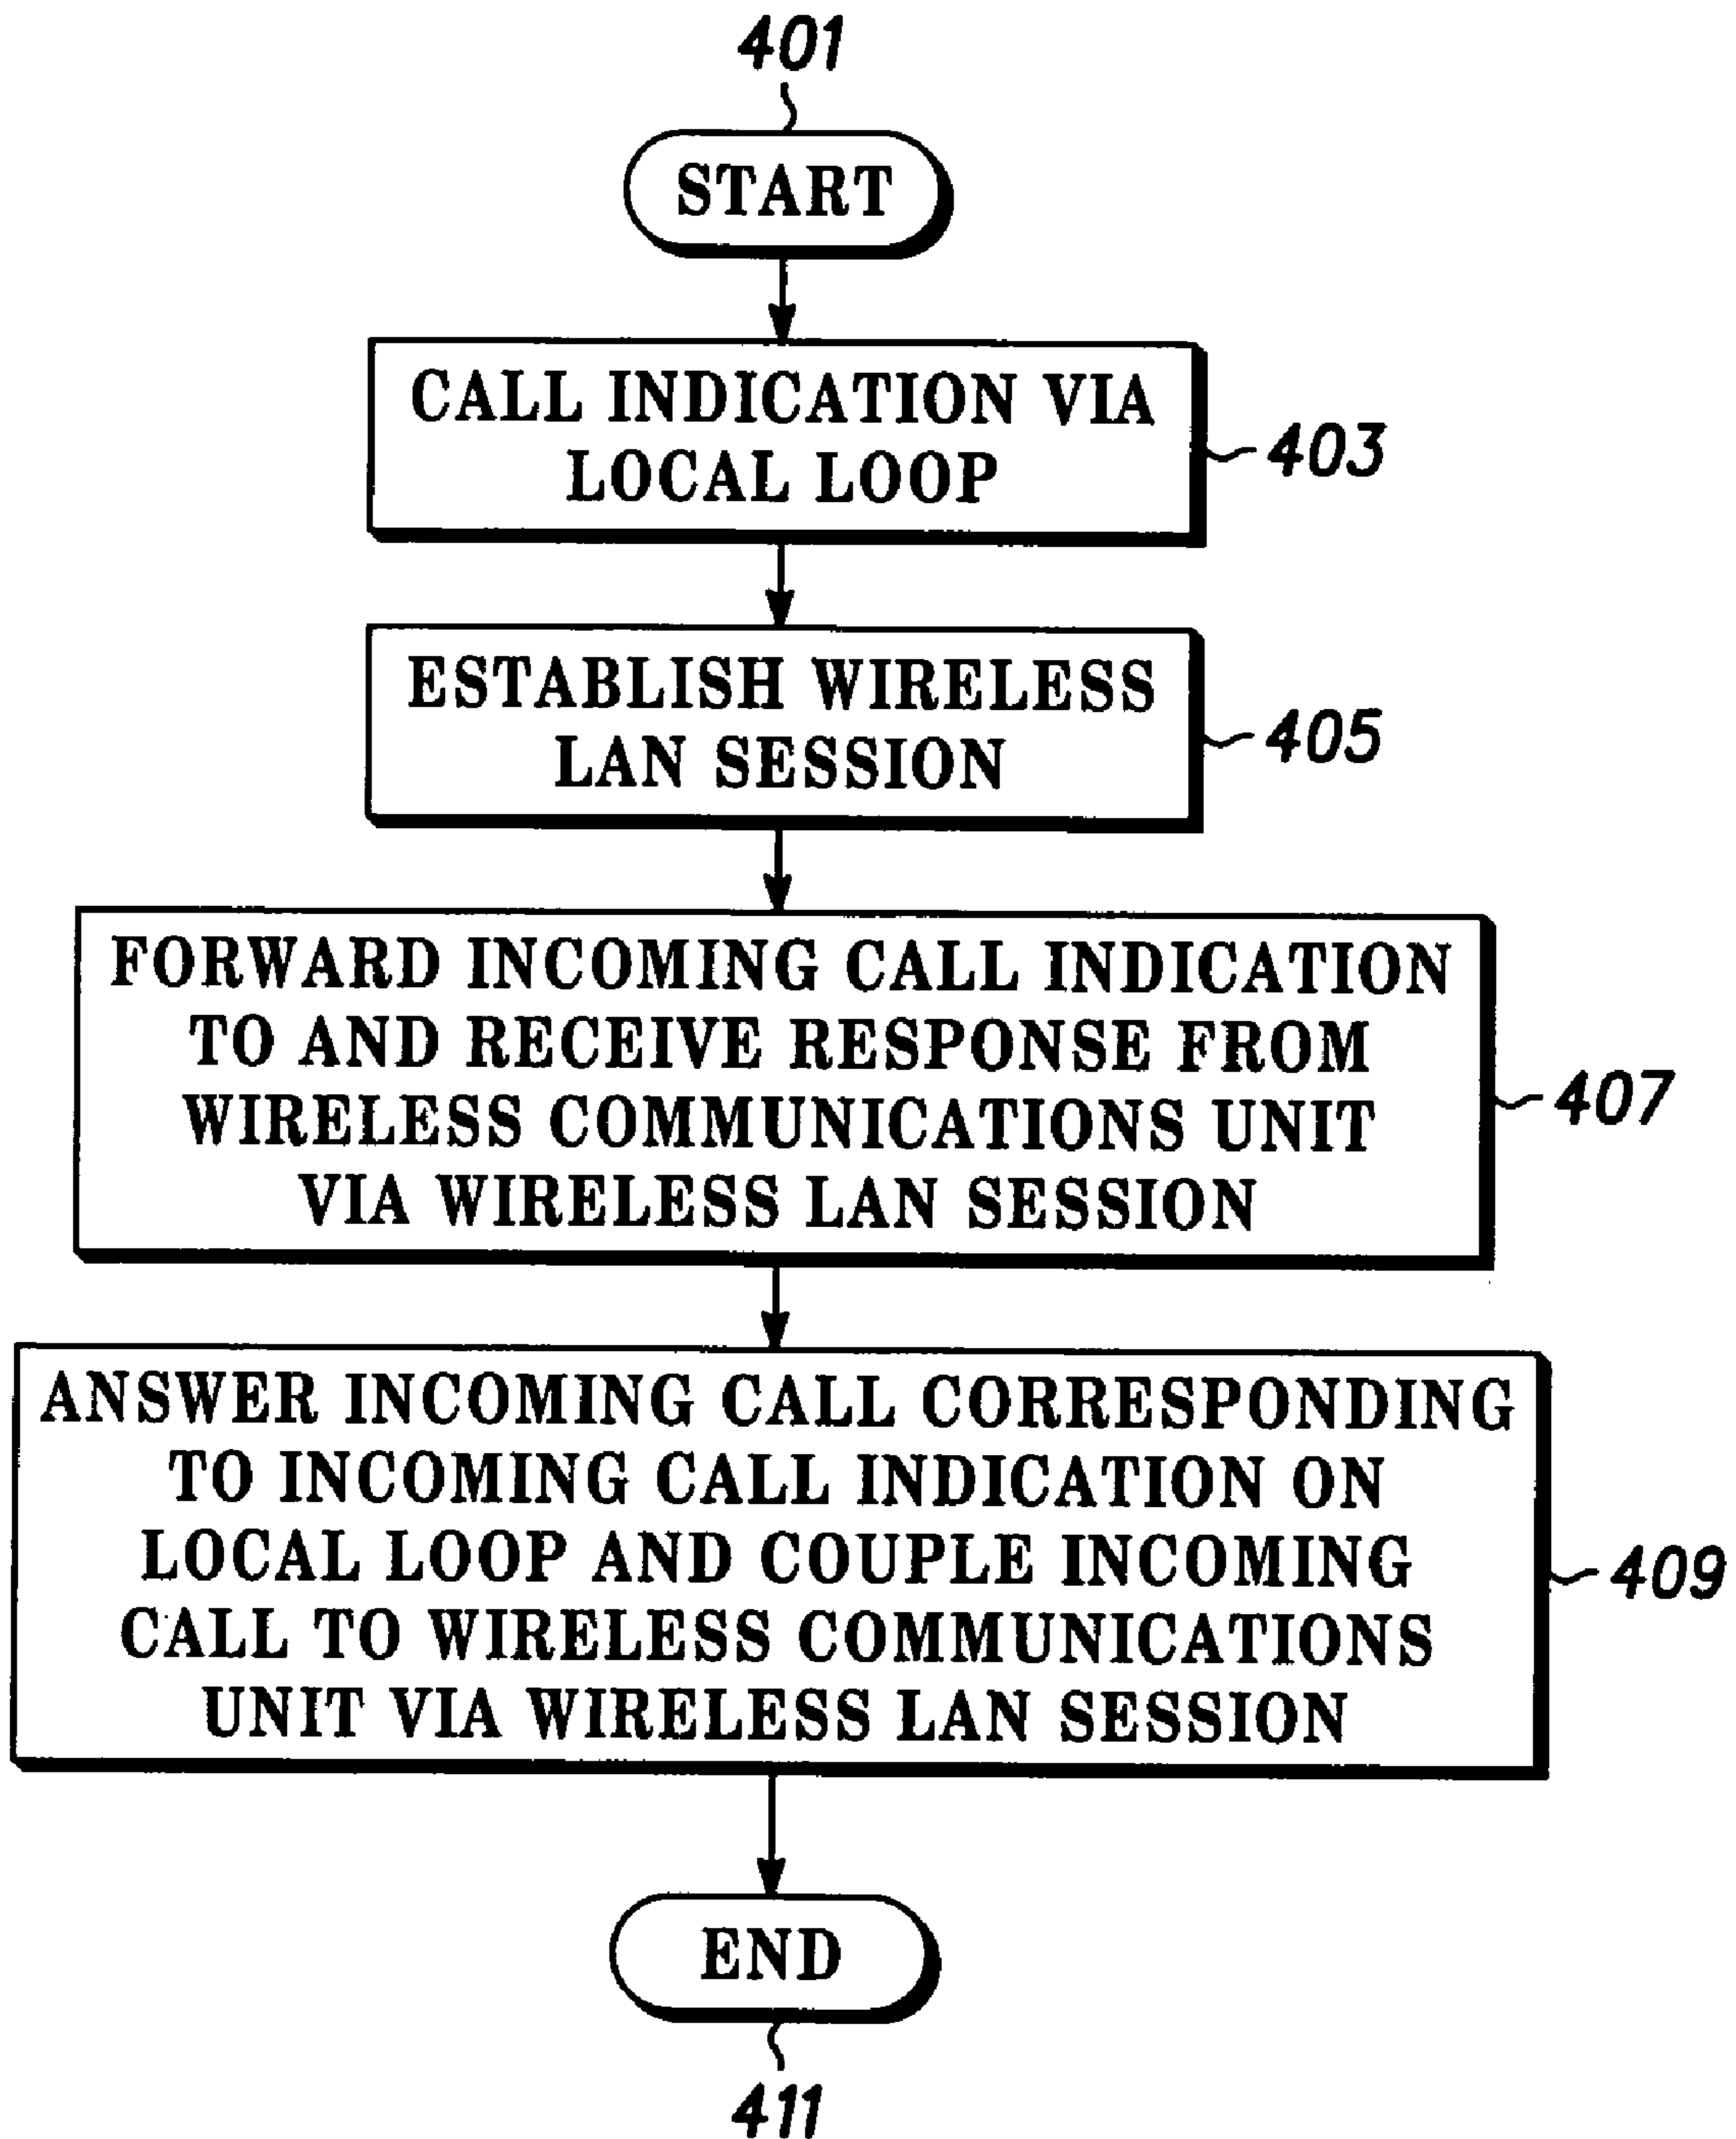 401
START
CALL INDICATION VIA
LOCAL LOOP
403
ESTABLISH WIRELESS
LAN SESSION
405
FORWARD INCOMING CALL INDICATION
TO AND RECEIVE RESPONSE FROM
WIRELESS COMMUNICATIONS UNIT
VIA WIRELESS LAN SESSION
407
ANSWER INCOMING CALL CORRESPONDING
TO INCOMING CALL INDICATION ON
LOCAL LOOP AND COUPLE INCOMING
CALL TO WIRELESS COMMUNICATIONS
UNIT VIA WIRELESS LAN SESSION
409
END
411